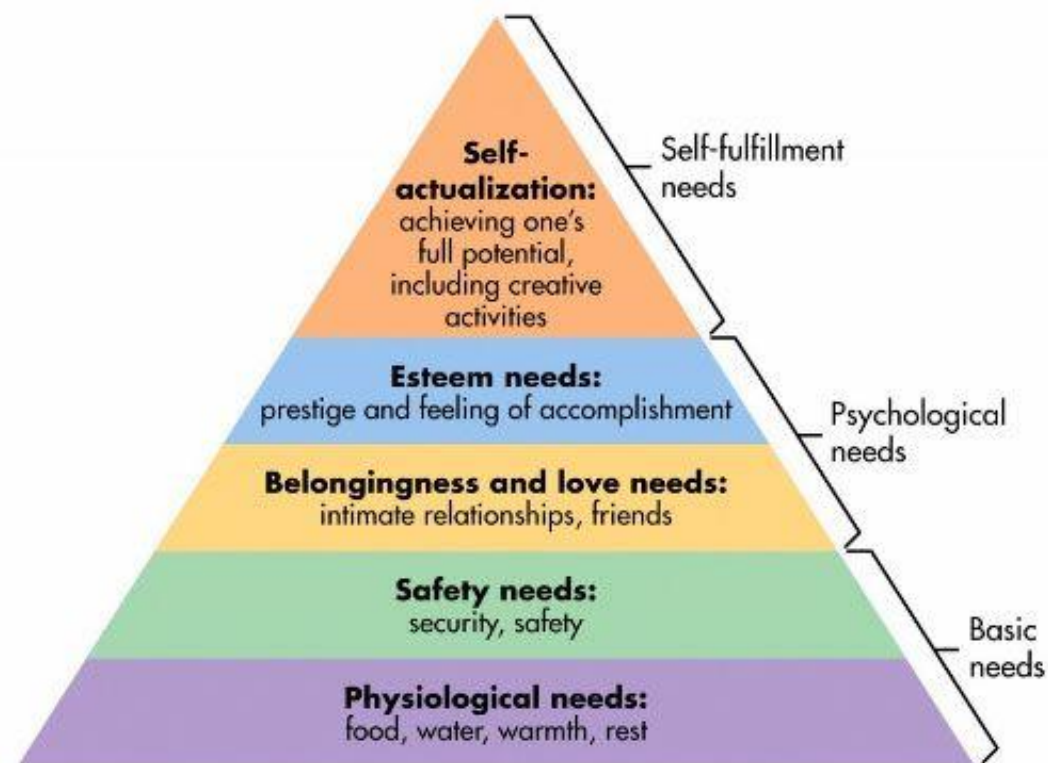 Self-
actualization:
achieving one's
full potential,
including creative
activities
Self-fulfillment
needs
Esteem needs:
prestige and feeling of accomplishment
Psychological
needs
Belongingness and love needs:
intimate relationships, friends
Safety needs:
security, safety
Basic
needs
Physiological needs:
food, water, warmth, rest